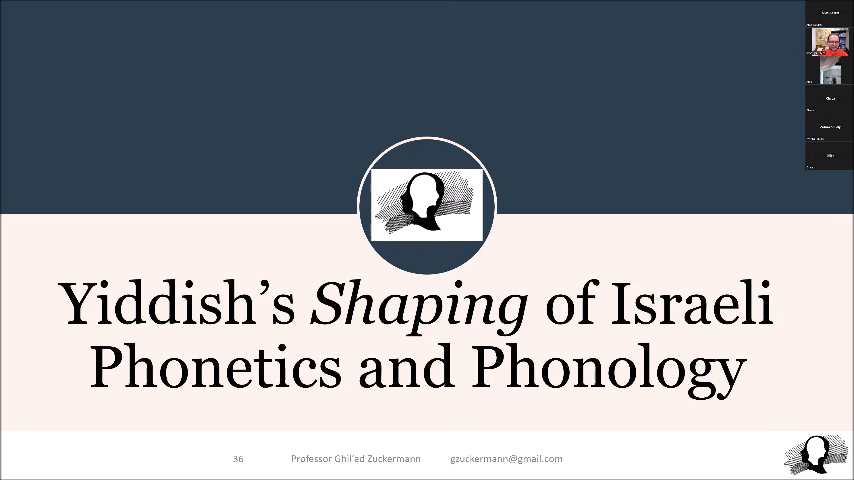 Yiddish’s Shaping of Israeli
Phonetics and Phonology
36 Professor Ghil‘ad Zuckermann gzuckermann@gmail.com